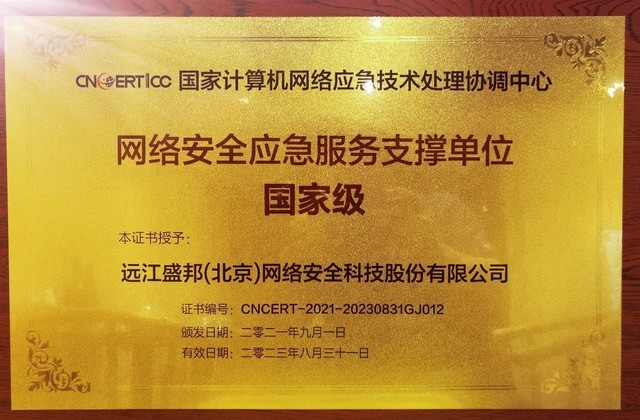 CNCERT/CC 国家计算机网络应急技术处理协调中心
网络安全应急服务支撑单位
国家级
本证书授予：
远江盛邦(北京)网络安全科技股份有限公司
证书编号：CNCERT-2021-20230831GJ012
颁发日期：二零二一年九月一日
有效日期：二零二三年八月三十一日